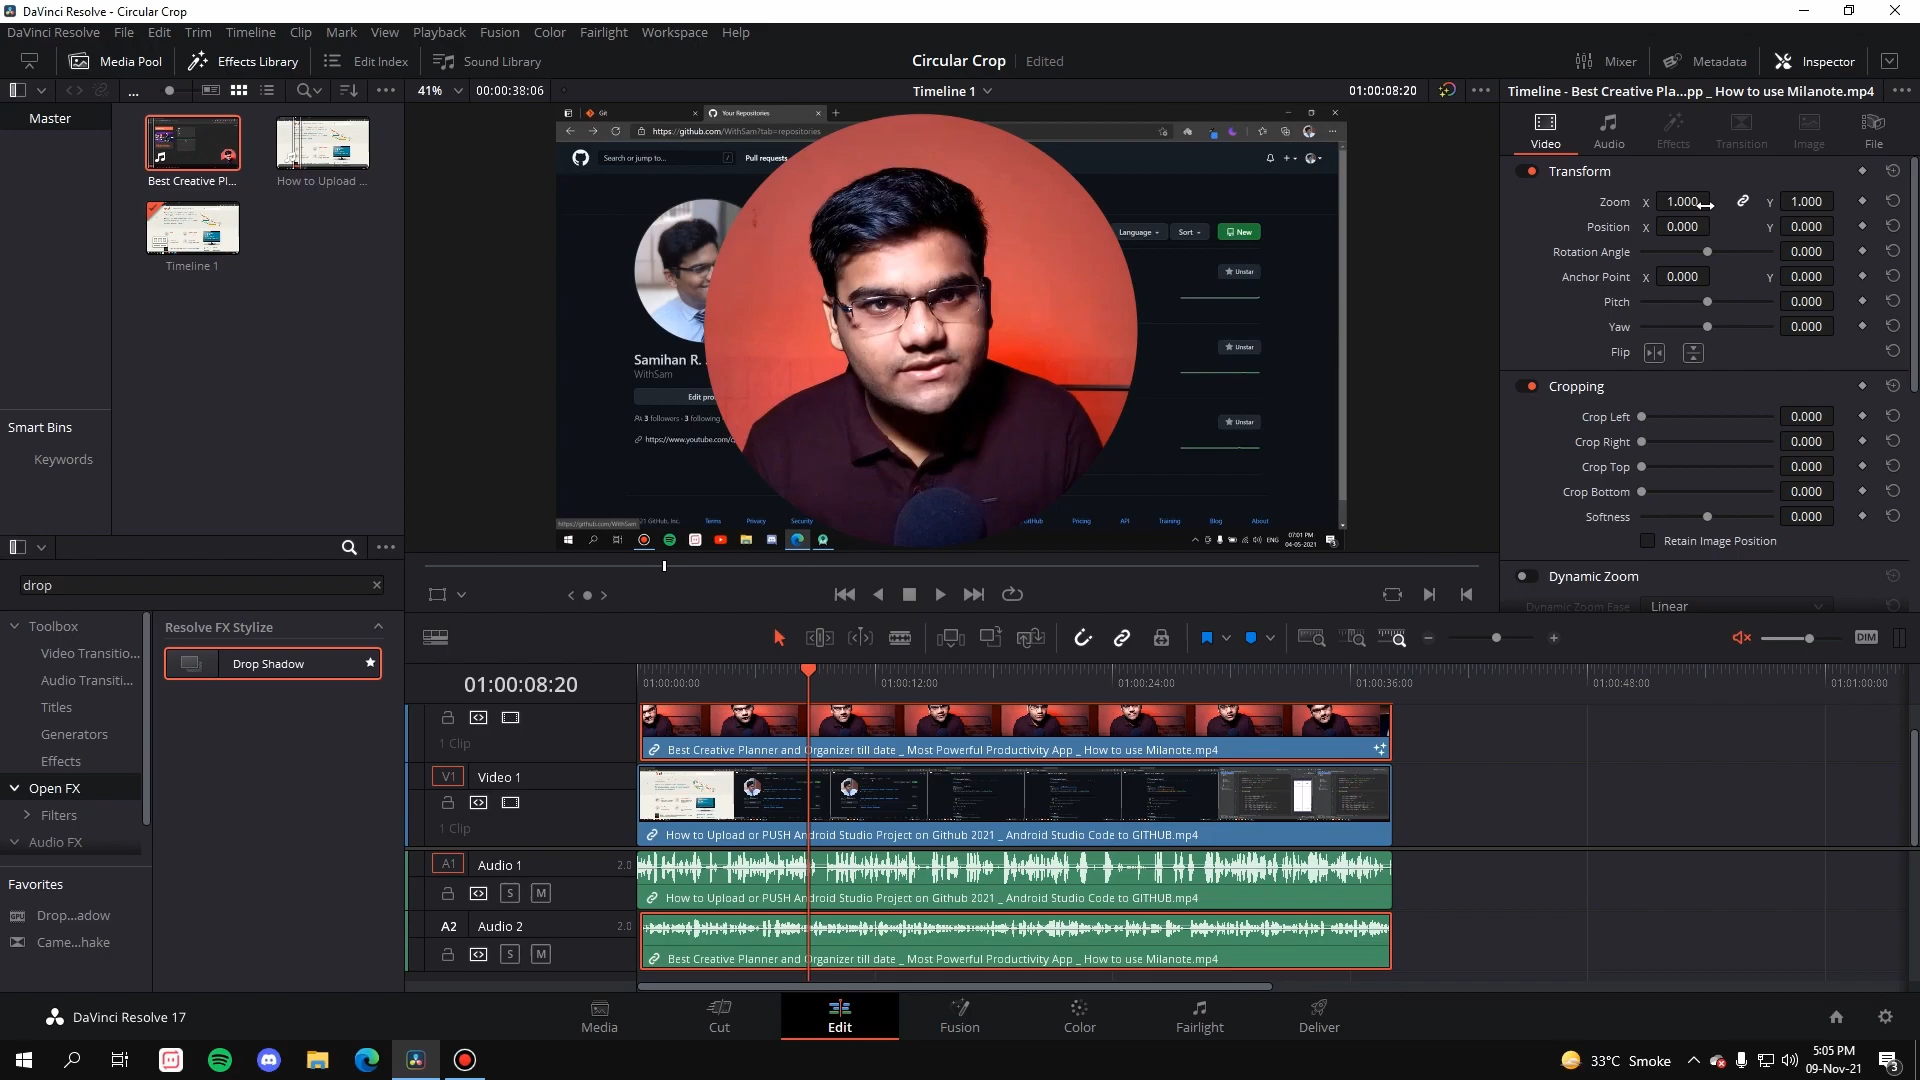 DaVinci Resolve - Circular Crop
DaVinci Resolve File Edit Trim Timeline Clip Mark View Playback Fusion Color Fairlight Workspace Help
Media Pool Effects Library Edit Index Sound Library
Circular Crop Edited
Mixer Metadata Inspector
41% 00:00:38:06 Timeline 1 01:00:08:20
Timeline - Best Creative Pla...pp _ How to use Milanote.mp4
Master
Best Creative Pl...
How to Upload ...
Timeline 1
Smart Bins
Keywords
Git
Your Repositories
https://github.com/WithSam?tab=repositories
Search or jump to...
Pull requests
Language
Sort
New
Unstar
Unstar
Unstar
Samihan R.
WithSam
Edit pro
3 followers · 3 following
https://www.youtube.com/c
https://github.com/WithSam
21 GitHub, Inc. Terms Privacy Security
Pricing API Training Blog About
ENG
07:01 PM
04-05-2021
Video Audio Effects Transition Image File
Transform
Zoom X 1.000 Y 1.000
Position X 0.000 Y 0.000
Rotation Angle 0.000
Anchor Point X 0.000 Y 0.000
Pitch 0.000
Yaw 0.000
Flip
Cropping
Crop Left 0.000
Crop Right 0.000
Crop Top 0.000
Crop Bottom 0.000
Softness 0.000
Retain Image Position
Dynamic Zoom
Dynamic Zoom Ease Linear
drop
Toolbox
Video Transitio...
Audio Transiti...
Titles
Generators
Effects
Open FX
Filters
Audio FX
Favorites
Drop...adow
Came...hake
Resolve FX Stylize
Drop Shadow
DIM
01:00:08:20
01:00:00:00 01:00:12:00 01:00:24:00 01:00:36:00 01:00:48:00 01:01:00:00
1 Clip
Best Creative Planner and Organizer till date _ Most Powerful Productivity App _ How to use Milanote.mp4
V1 Video 1
1 Clip
How to Upload or PUSH Android Studio Project on Github 2021 _ Android Studio Code to GITHUB.mp4
A1 Audio 1 2.0
S M
How to Upload or PUSH Android Studio Project on Github 2021 _ Android Studio Code to GITHUB.mp4
A2 Audio 2 2.0
S M
Best Creative Planner and Organizer till date _ Most Powerful Productivity App _ How to use Milanote.mp4
DaVinci Resolve 17
Media Cut Edit Fusion Color Fairlight Deliver
33°C Smoke
5:05 PM
09-Nov-21
3